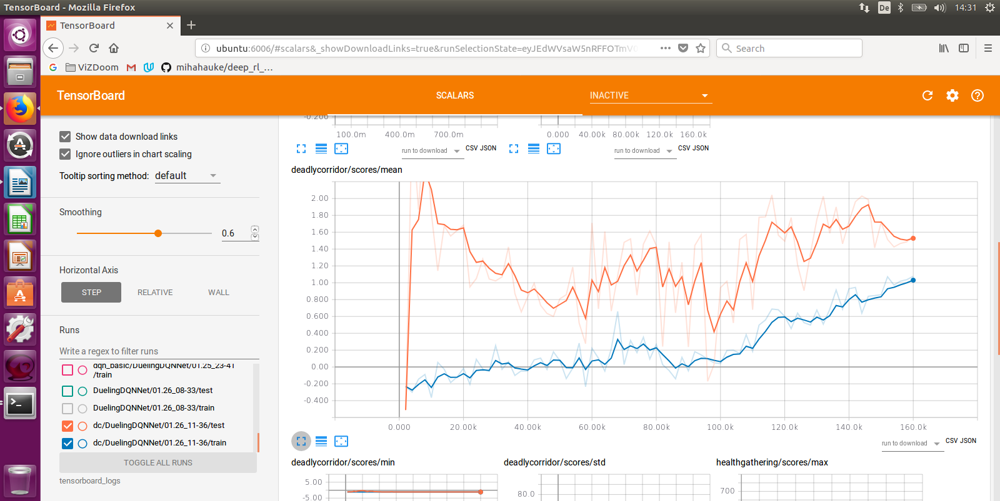 TensorBoard - Mozilla Firefox
De
14:31
TensorBoard
ubuntu:6006/#scalars&_showDownloadLinks=true&runSelectionState=eyJEdWVsaW5nRFFOTmV
Search
ViZDoom
mihahauke/deep_rl_...
TensorBoard
SCALARS
INACTIVE
Show data download links
Ignore outliers in chart scaling
Tooltip sorting method: default
Smoothing
0.6
Horizontal Axis
STEP RELATIVE WALL
Runs
Write a regex to filter runs
dqn_basic/DuelingDQNNet/01.25_23-41
/train
DuelingDQNNet/01.26_08-33/test
DuelingDQNNet/01.26_08-33/train
dc/DuelingDQNNet/01.26_11-36/test
dc/DuelingDQNNet/01.26_11-36/train
TOGGLE ALL RUNS
tensorboard_logs
-0.200
100.0m 400.0m 700.0m
0.000 40.00k 80.00k 120.0k 160.0k
run to download CSV JSON
run to download CSV JSON
deadlycorridor/scores/mean
2.00
1.80
1.60
1.40
1.20
1.00
0.800
0.600
0.400
0.200
0.00
-0.200
-0.400
0.000 20.00k 40.00k 60.00k 80.00k 100.0k 120.0k 140.0k 160.0k
run to download CSV JSON
deadlycorridor/scores/min
5.00
-5.00
deadlycorridor/scores/std
80.0
healthgathering/scores/max
700